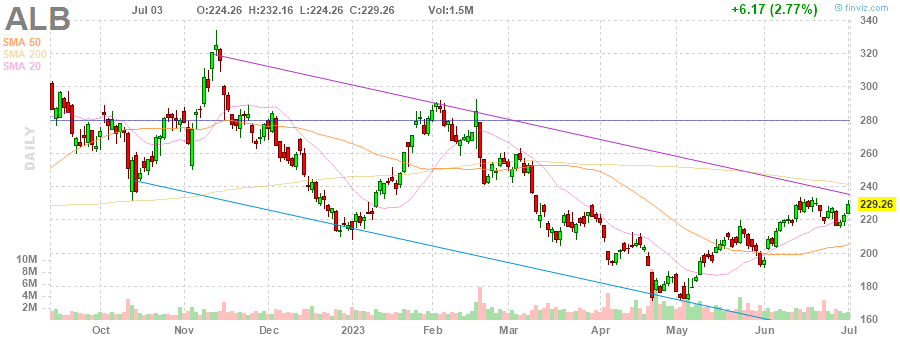 ALB Jul 03 O:224.26 H:232.16 L:224.26 C:229.26 Vol:1.5M +6.17 (2.77%) © finviz.com
SMA 50
SMA 200
SMA 20
DAILY
340
320
300
280
260
240
229.26
220
200
180
160
10M
8M
6M
4M
2M
Oct Nov Dec 2023 Feb Mar Apr May Jun Jul